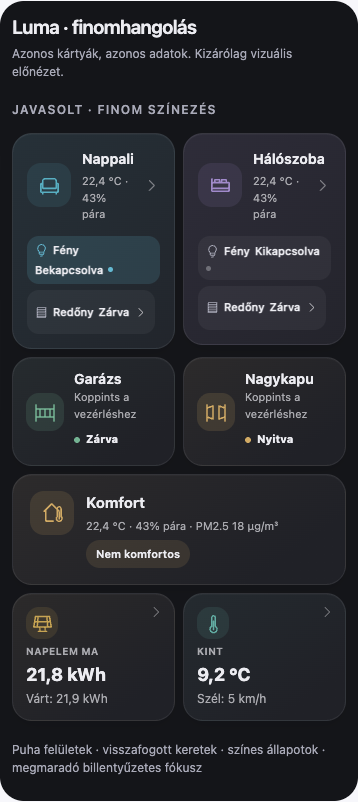 Luma · finomhangolás
Azonos kártyák, azonos adatok. Kizárólag vizuális
előnézet.
JAVASOLT · FINOM SZÍNEZÉS
Nappali
22,4 °C ·
43%
pára
Fény
Bekapcsolva
Redőny Zárva
Hálószoba
22,4 °C ·
43%
pára
Fény Kikapcsolva
Redőny Zárva
Garázs
Koppints a
vezérléshez
Zárva
Nagykapu
Koppints a
vezérléshez
Nyitva
Komfort
22,4 °C · 43% pára · PM2.5 18 µg/m³
Nem komfortos
NAPELEM MA
21,8 kWh
Várt: 21,9 kWh
KINT
9,2 °C
Szél: 5 km/h
Puha felületek · visszafogott keretek · színes állapotok ·
megmaradó billentyűzetes fókusz